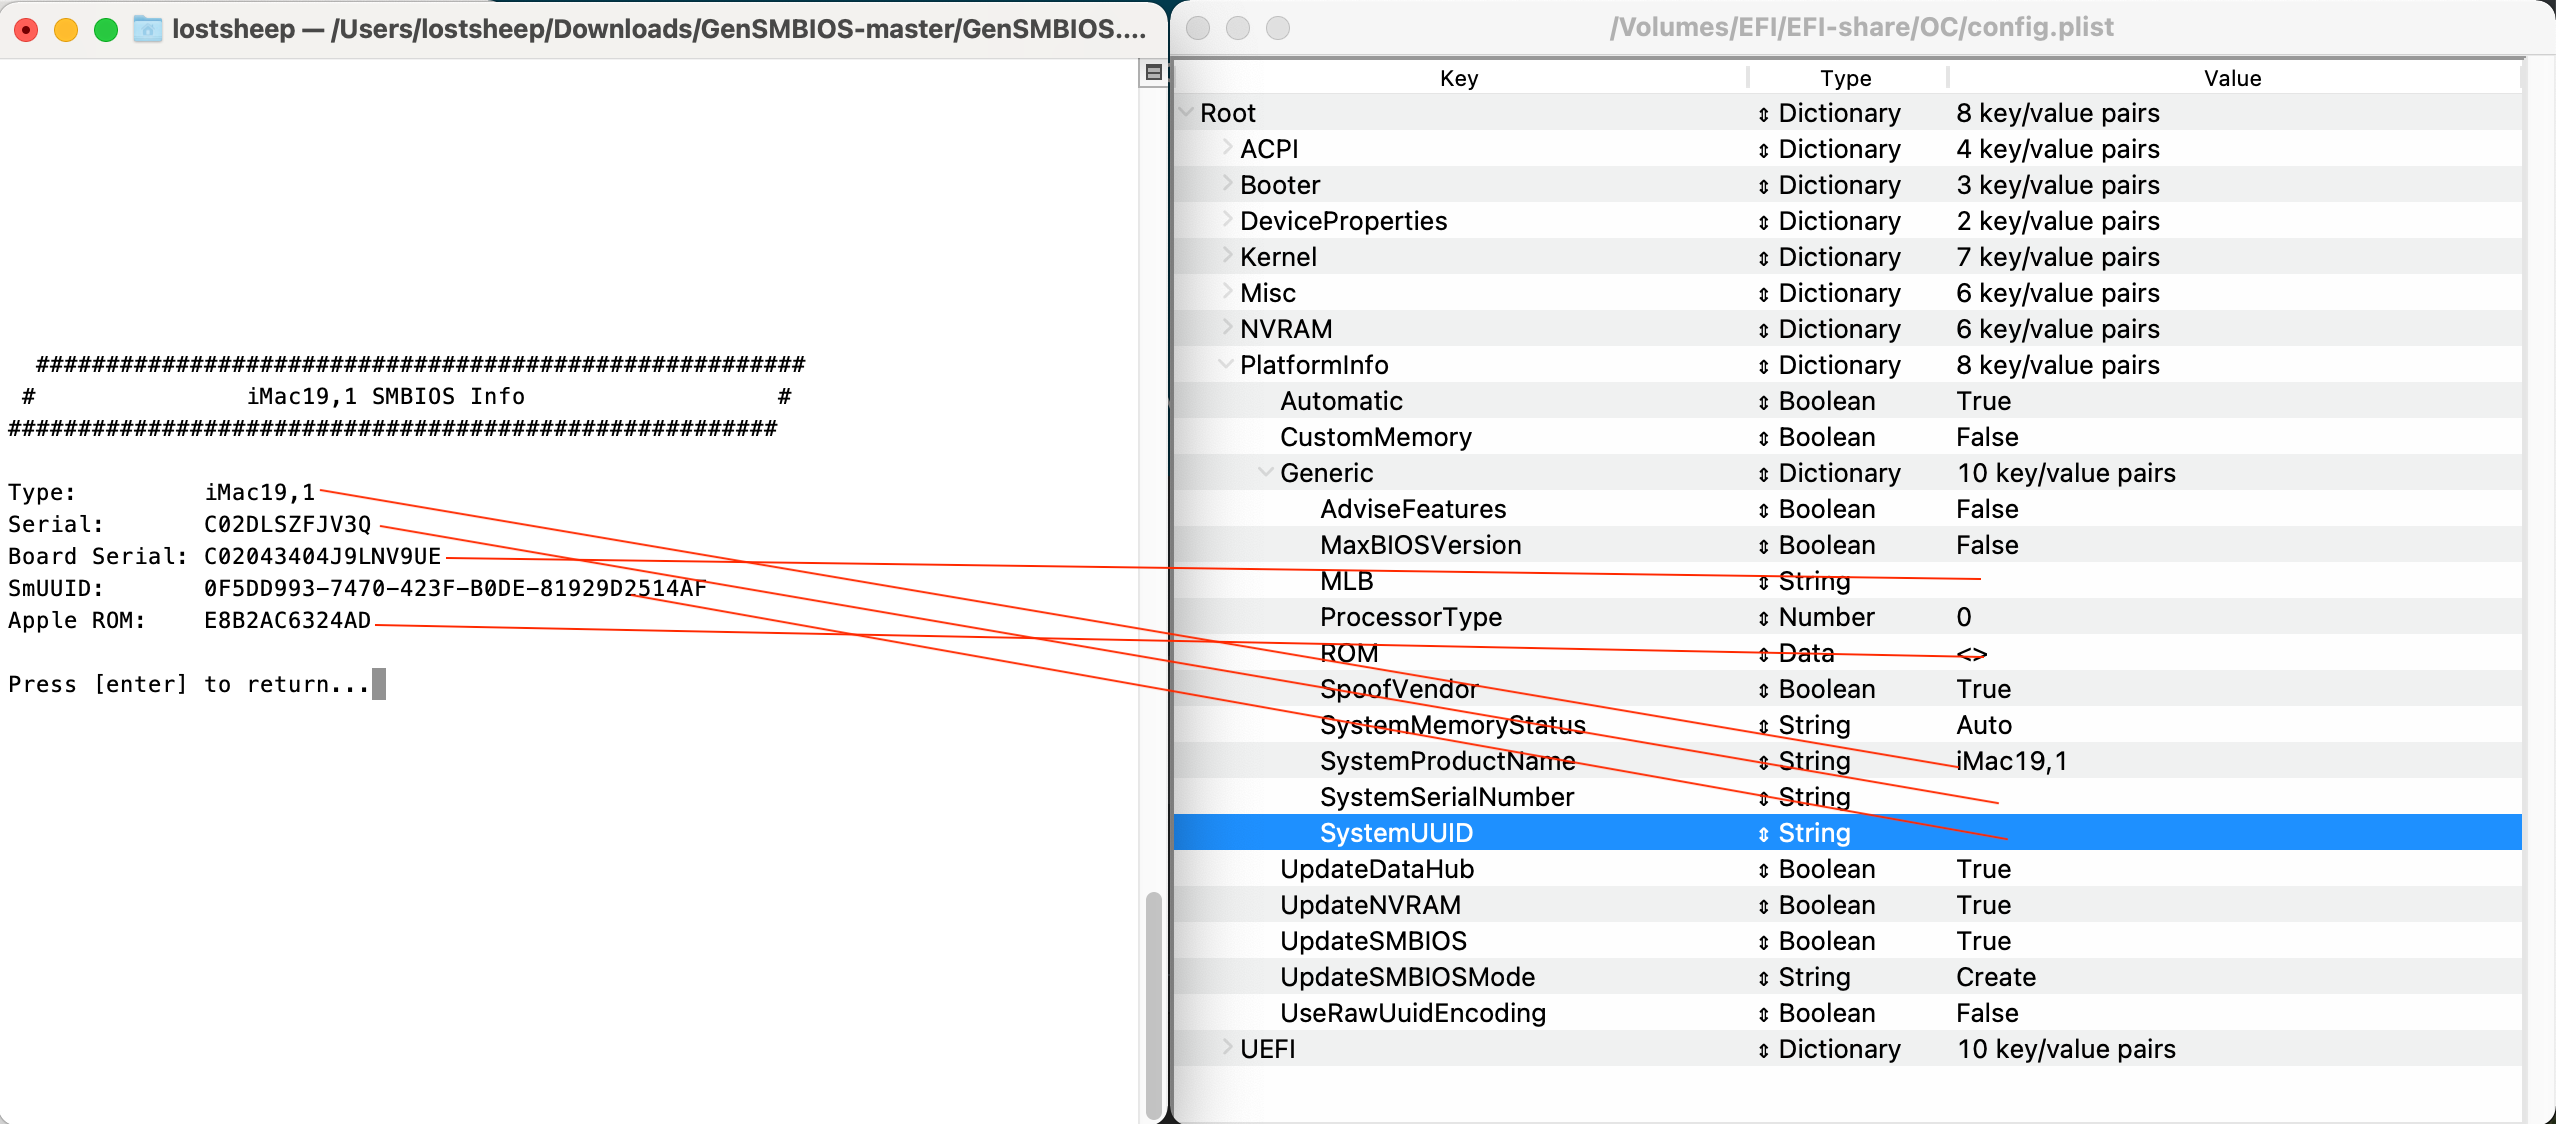 lostsheep — /Users/lostsheep/Downloads/GenSMBIOS-master/GenSMBIOS....
#######################################################
# iMac19,1 SMBIOS Info #
#######################################################
Type: iMac19,1
Serial: C02DLSZFJV3Q
Board Serial: C02043404J9LNV9UE
SmUUID: 0F5DD993-7470-423F-B0DE-81929D2514AF
Apple ROM: E8B2AC6324AD
Press [enter] to return...
/Volumes/EFI/EFI-share/OC/config.plist
Key Type Value
Root Dictionary 8 key/value pairs
ACPI Dictionary 4 key/value pairs
Booter Dictionary 3 key/value pairs
DeviceProperties Dictionary 2 key/value pairs
Kernel Dictionary 7 key/value pairs
Misc Dictionary 6 key/value pairs
NVRAM Dictionary 6 key/value pairs
PlatformInfo Dictionary 8 key/value pairs
Automatic Boolean True
CustomMemory Boolean False
Generic Dictionary 10 key/value pairs
AdviseFeatures Boolean False
MaxBIOSVersion Boolean False
MLB String
ProcessorType Number 0
ROM Data <>
SpoofVendor Boolean True
SystemMemoryStatus String Auto
SystemProductName String iMac19,1
SystemSerialNumber String
SystemUUID String
UpdateDataHub Boolean True
UpdateNVRAM Boolean True
UpdateSMBIOS Boolean True
UpdateSMBIOSMode String Create
UseRawUuidEncoding Boolean False
UEFI Dictionary 10 key/value pairs